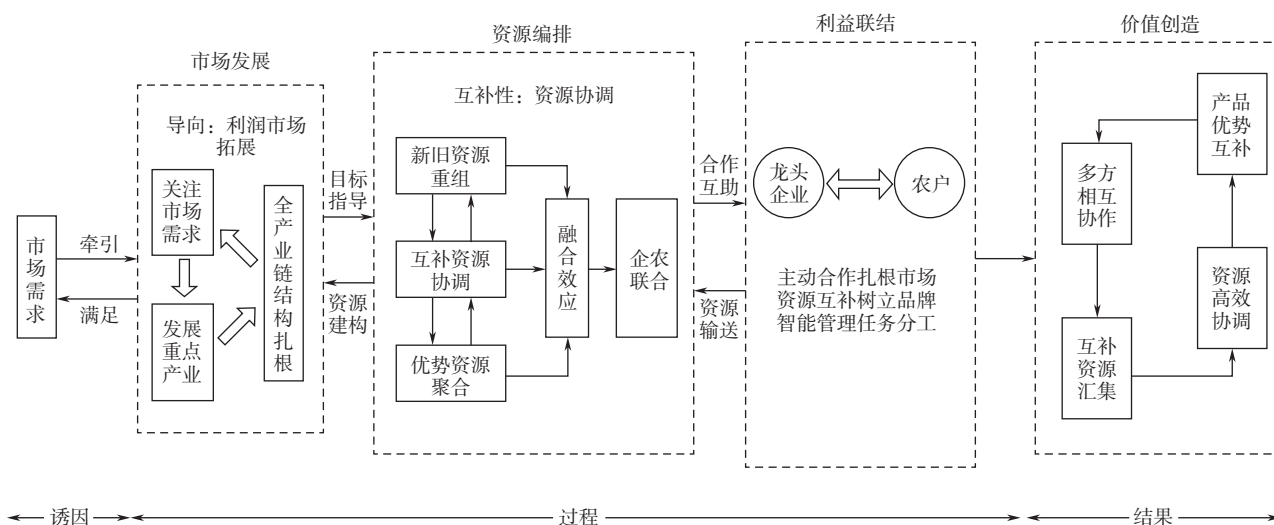 市场需求
牵引
满足
市场发展
导向：利润市场
拓展
关注
市场
需求
发展
重点
产业
全产业链结构扎根
目标
指导
资源
建构
资源编排
互补性：资源协调
新旧资源
重组
互补资源
协调
优势资源
聚合
融合效应
企农
联合
合作
互助
资源
输送
利益联结
龙头
企业
农户
主动合作扎根市场
资源互补树立品牌
智能管理任务分工
价值创造
产品
优势
互补
多方
相互
协作
互补
资源
汇集
资源
高效
协调
诱因
过程
结果